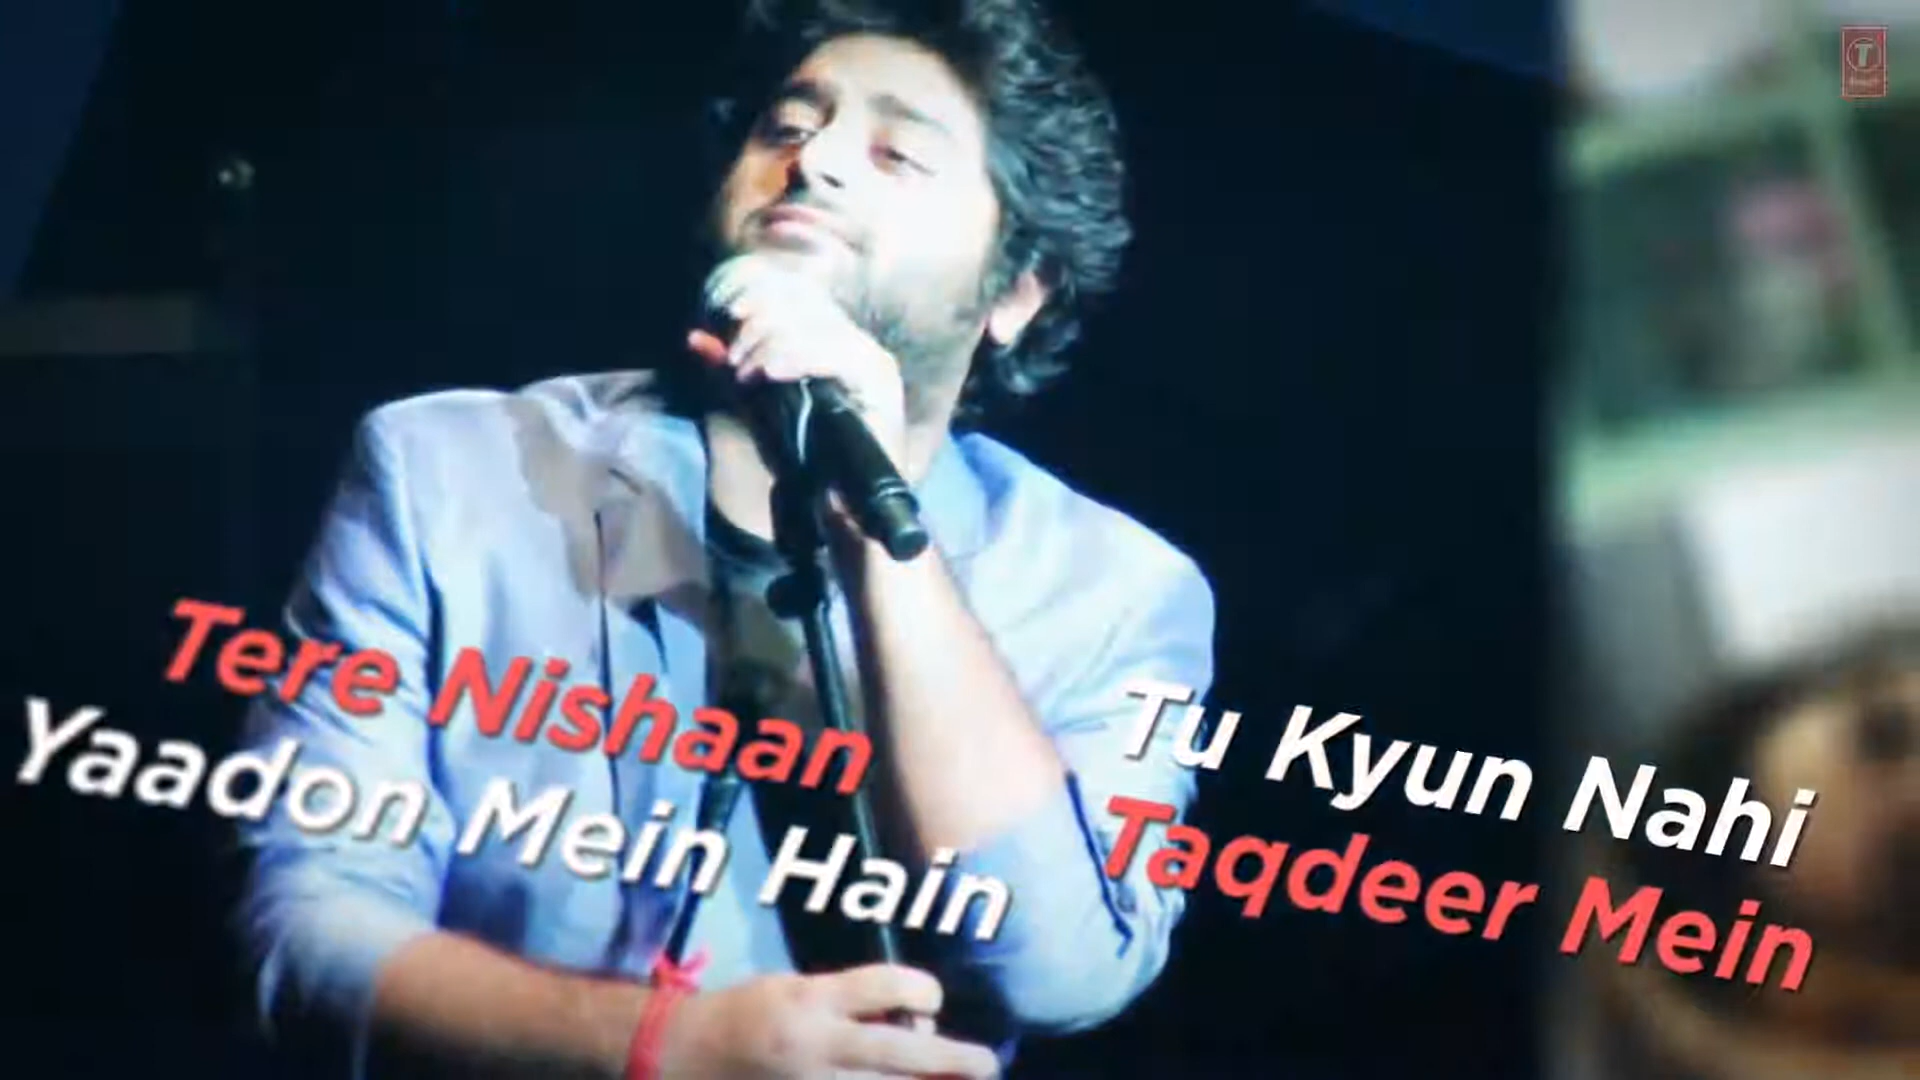 Tere Nishaan
Yaadon Mein Hain
Tu Kyun Nahi
Taqdeer Mein
T